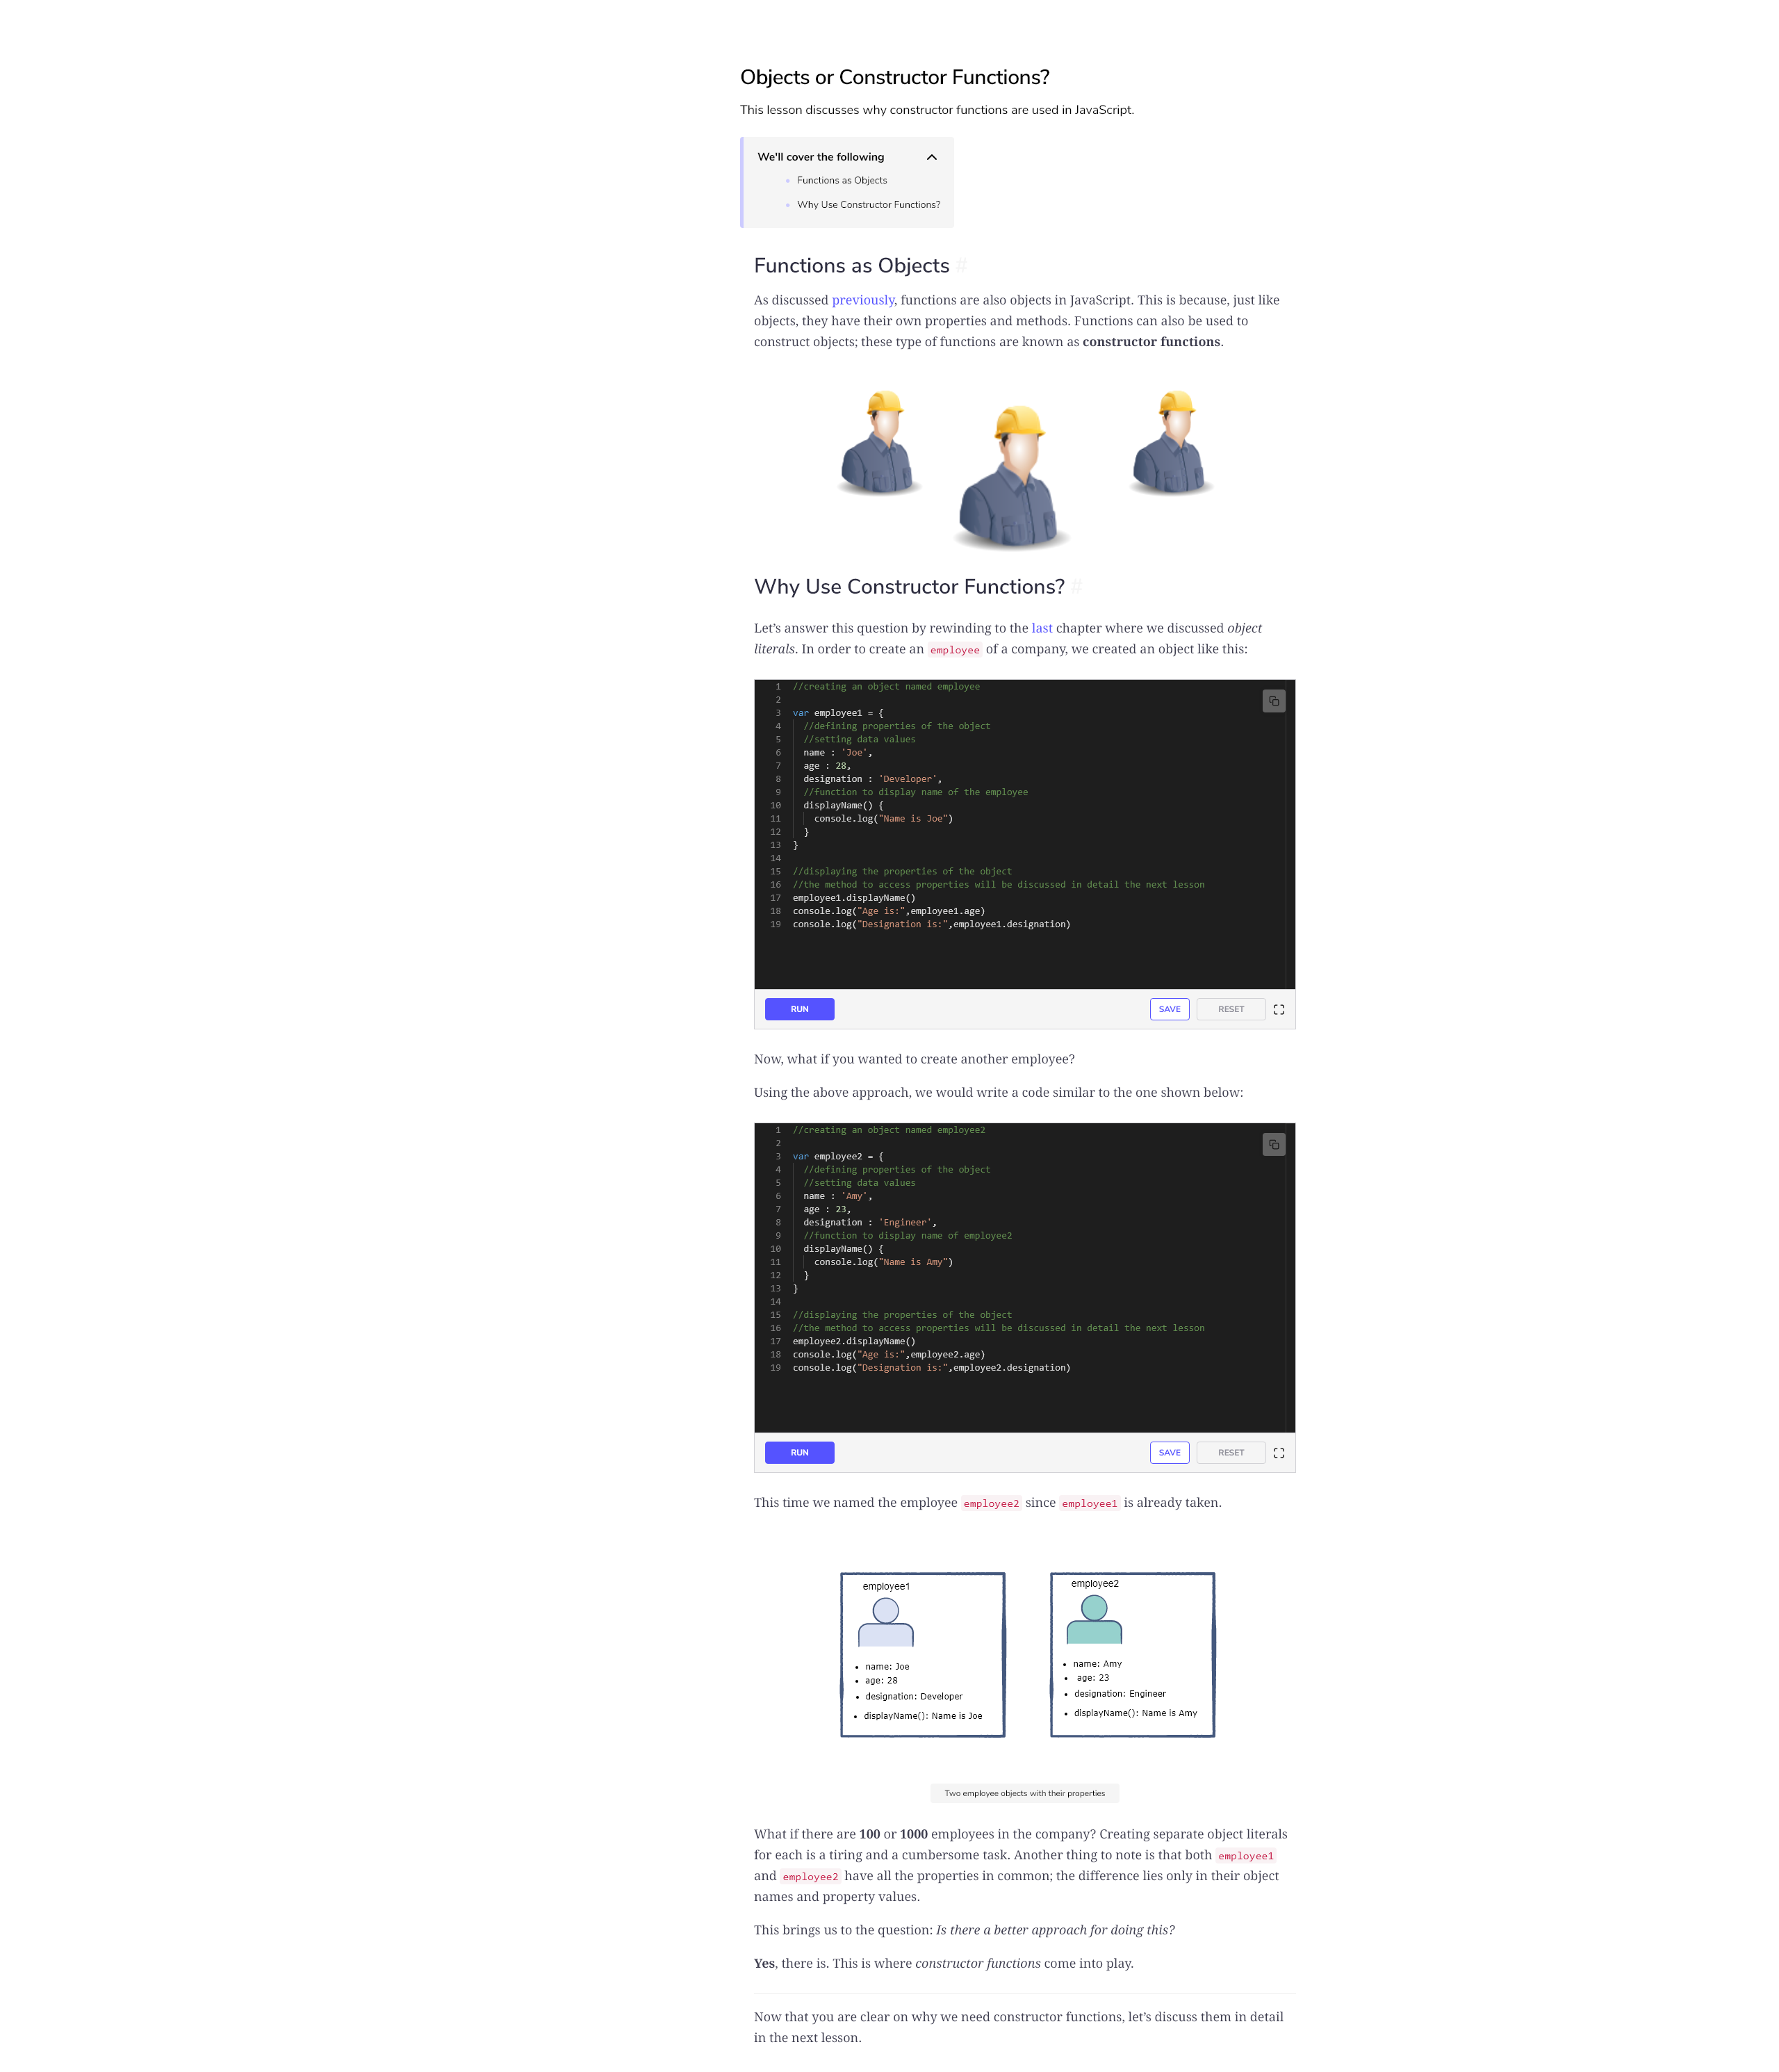 Objects or Constructor Functions?
This lesson discusses why constructor functions are used in JavaScript.
We'll cover the following
Functions as Objects
Why Use Constructor Functions?
Functions as Objects #
As discussed previously, functions are also objects in JavaScript. This is because, just like
objects, they have their own properties and methods. Functions can also be used to
construct objects; these type of functions are known as constructor functions.
Why Use Constructor Functions? #
Let’s answer this question by rewinding to the last chapter where we discussed object
literals. In order to create an employee of a company, we created an object like this:
1 //creating an object named employee
2
3 var employee1 = {
4 //defining properties of the object
5 //setting data values
6 name : 'Joe',
7 age : 28,
8 designation : 'Developer',
9 //function to display name of the employee
10 displayName() {
11 console.log("Name is Joe")
12 }
13 }
14
15 //displaying the properties of the object
16 //the method to access properties will be discussed in detail the next lesson
17 employee1.displayName()
18 console.log("Age is:",employee1.age)
19 console.log("Designation is:",employee1.designation)
RUN SAVE RESET
Now, what if you wanted to create another employee?
Using the above approach, we would write a code similar to the one shown below:
1 //creating an object named employee2
2
3 var employee2 = {
4 //defining properties of the object
5 //setting data values
6 name : 'Amy',
7 age : 23,
8 designation : 'Engineer',
9 //function to display name of employee2
10 displayName() {
11 console.log("Name is Amy")
12 }
13 }
14
15 //displaying the properties of the object
16 //the method to access properties will be discussed in detail the next lesson
17 employee2.displayName()
18 console.log("Age is:",employee2.age)
19 console.log("Designation is:",employee2.designation)
RUN SAVE RESET
This time we named the employee employee2 since employee1 is already taken.
employee1
name: Joe
age: 28
designation: Developer
displayName(): Name is Joe
employee2
name: Amy
age: 23
designation: Engineer
displayName(): Name is Amy
Two employee objects with their properties
What if there are 100 or 1000 employees in the company? Creating separate object literals
for each is a tiring and a cumbersome task. Another thing to note is that both employee1
and employee2 have all the properties in common; the difference lies only in their object
names and property values.
This brings us to the question: Is there a better approach for doing this?
Yes, there is. This is where constructor functions come into play.
Now that you are clear on why we need constructor functions, let’s discuss them in detail
in the next lesson.